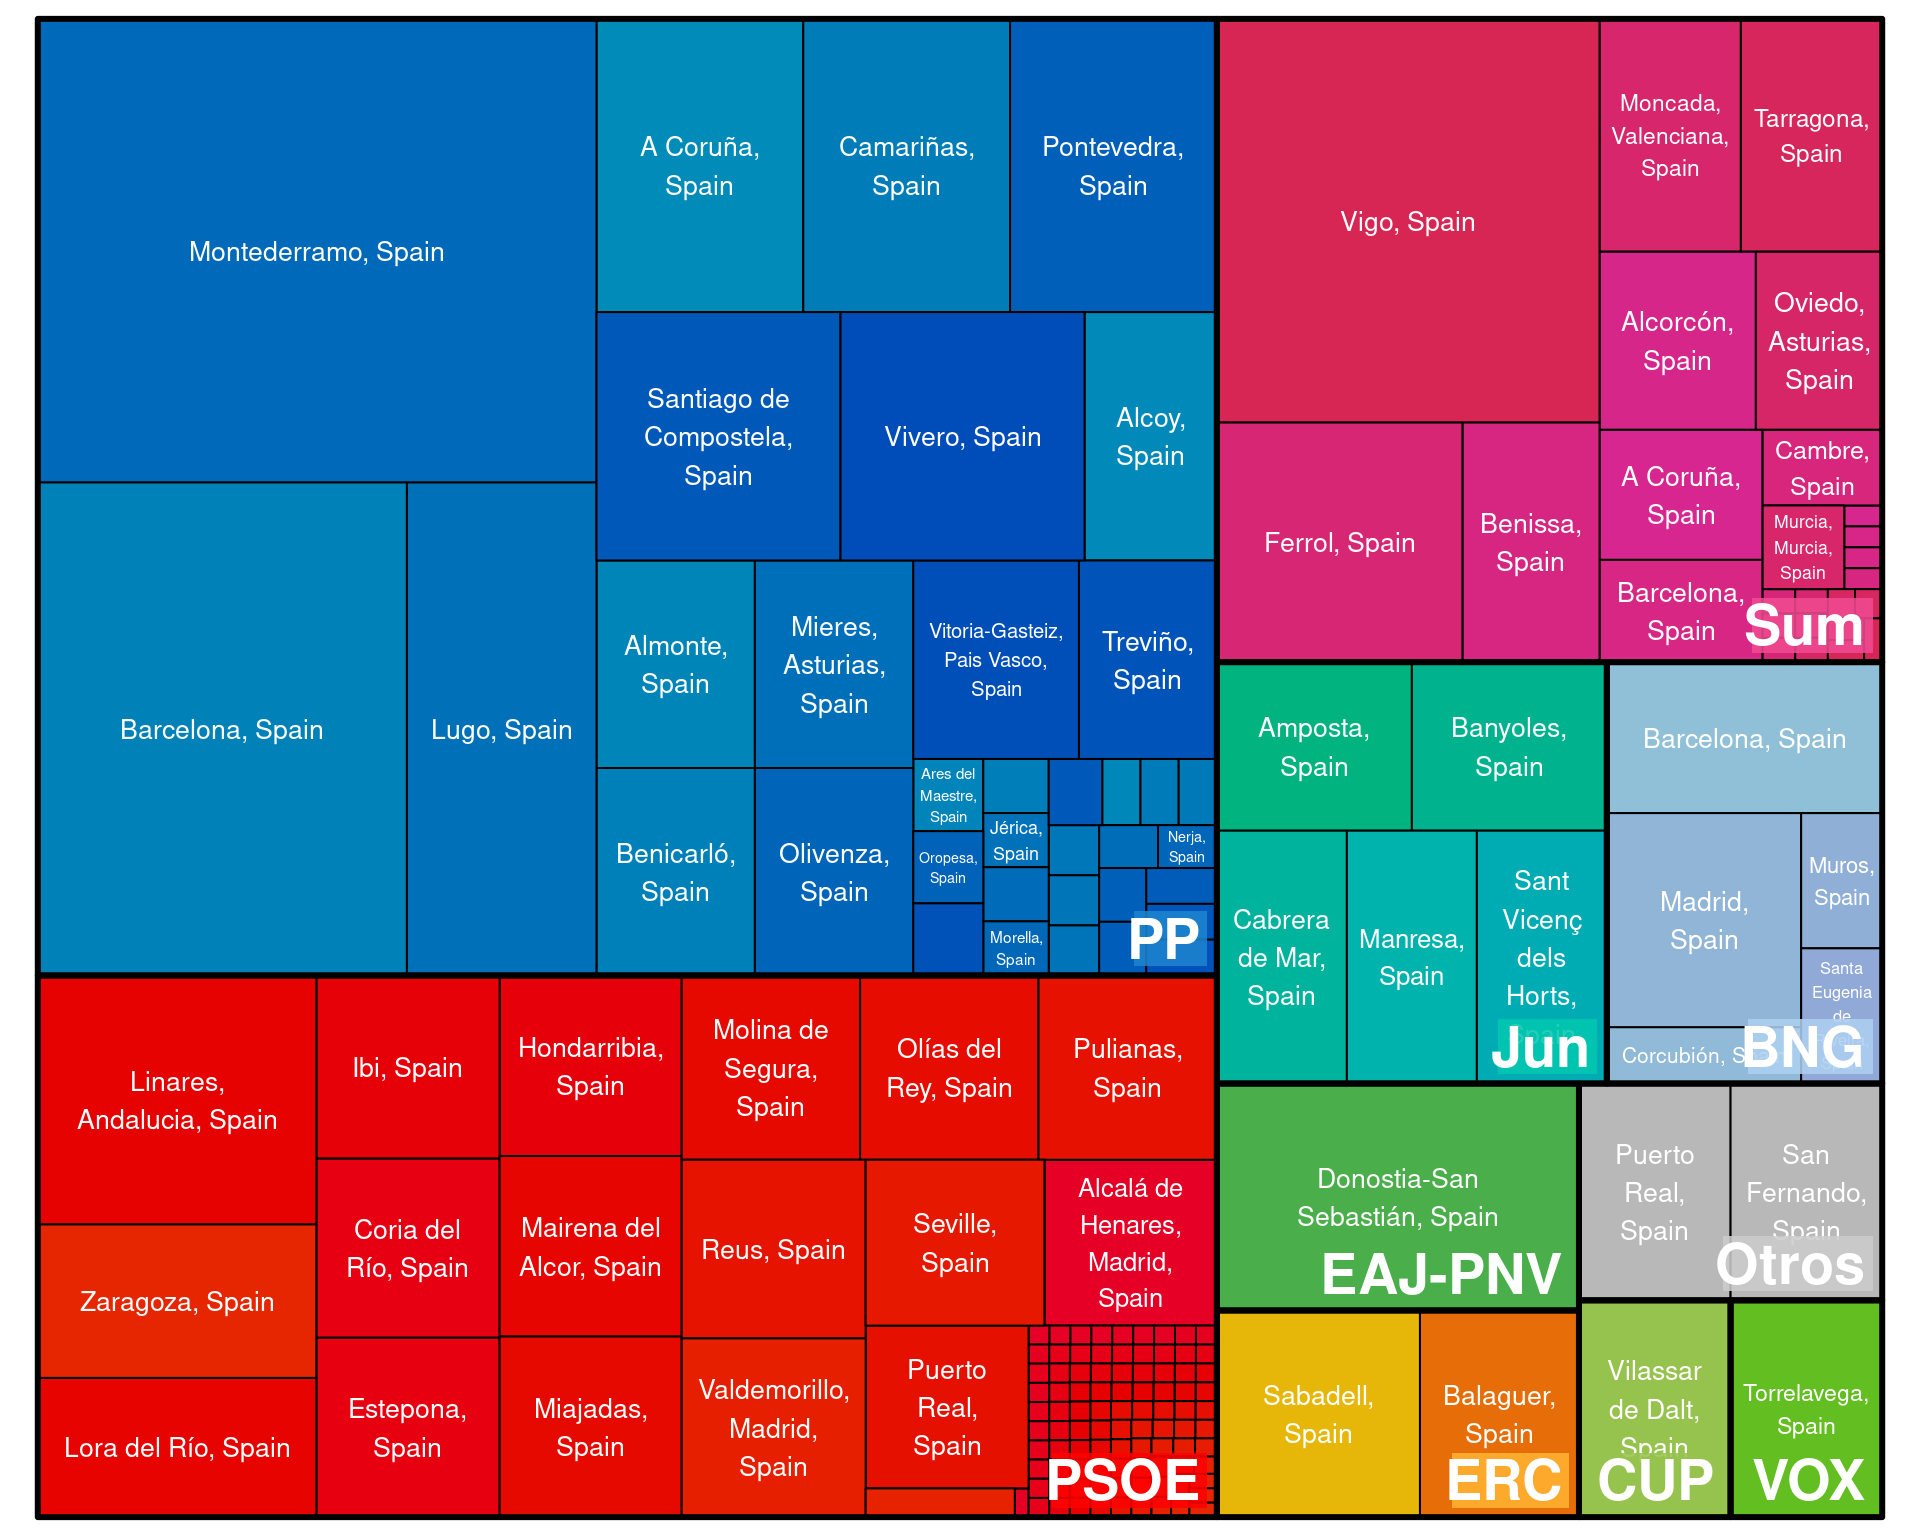 Montederramo, Spain
A Coruña,
Spain
Camariñas,
Spain
Pontevedra,
Spain
Santiago de
Compostela,
Spain
Vivero, Spain
Alcoy,
Spain
Barcelona, Spain
Lugo, Spain
Almonte,
Spain
Mieres,
Asturias,
Spain
Vitoria-Gasteiz,
Pais Vasco,
Spain
Treviño,
Spain
Benicarló,
Spain
Olivenza,
Spain
Ares del
Maestre,
Spain
Oropesa,
Spain
Jérica,
Spain
Morella,
Spain
Nerja,
Spain
PP
Vigo, Spain
Moncada,
Valenciana,
Spain
Tarragona,
Spain
Alcorcón,
Spain
Oviedo,
Asturias,
Spain
Ferrol, Spain
Benissa,
Spain
A Coruña,
Spain
Cambre,
Spain
Murcia,
Murcia,
Spain
Barcelona,
Spain
Sum
Amposta,
Spain
Banyoles,
Spain
Cabrera
de Mar,
Spain
Manresa,
Spain
Sant
Vicenç
dels
Horts,
Spain
Jun
Barcelona, Spain
Madrid,
Spain
Muros,
Spain
Santa
Eugenia
de
Corcubión, Spain
BNG
Linares,
Andalucia, Spain
Ibi, Spain
Hondarribia,
Spain
Molina de
Segura,
Spain
Olías del
Rey, Spain
Pulianas,
Spain
Zaragoza, Spain
Coria del
Río, Spain
Mairena del
Alcor, Spain
Reus, Spain
Seville,
Spain
Alcalá de
Henares,
Madrid,
Spain
Lora del Río, Spain
Estepona,
Spain
Miajadas,
Spain
Valdemorillo,
Madrid,
Spain
Puerto
Real,
Spain
PSOE
Donostia-San
Sebastián, Spain
EAJ-PNV
Puerto
Real,
Spain
San
Fernando,
Spain
Otros
Sabadell,
Spain
Balaguer,
Spain
ERC
Vilassar
de Dalt,
Spain
CUP
Torrelavega,
Spain
VOX